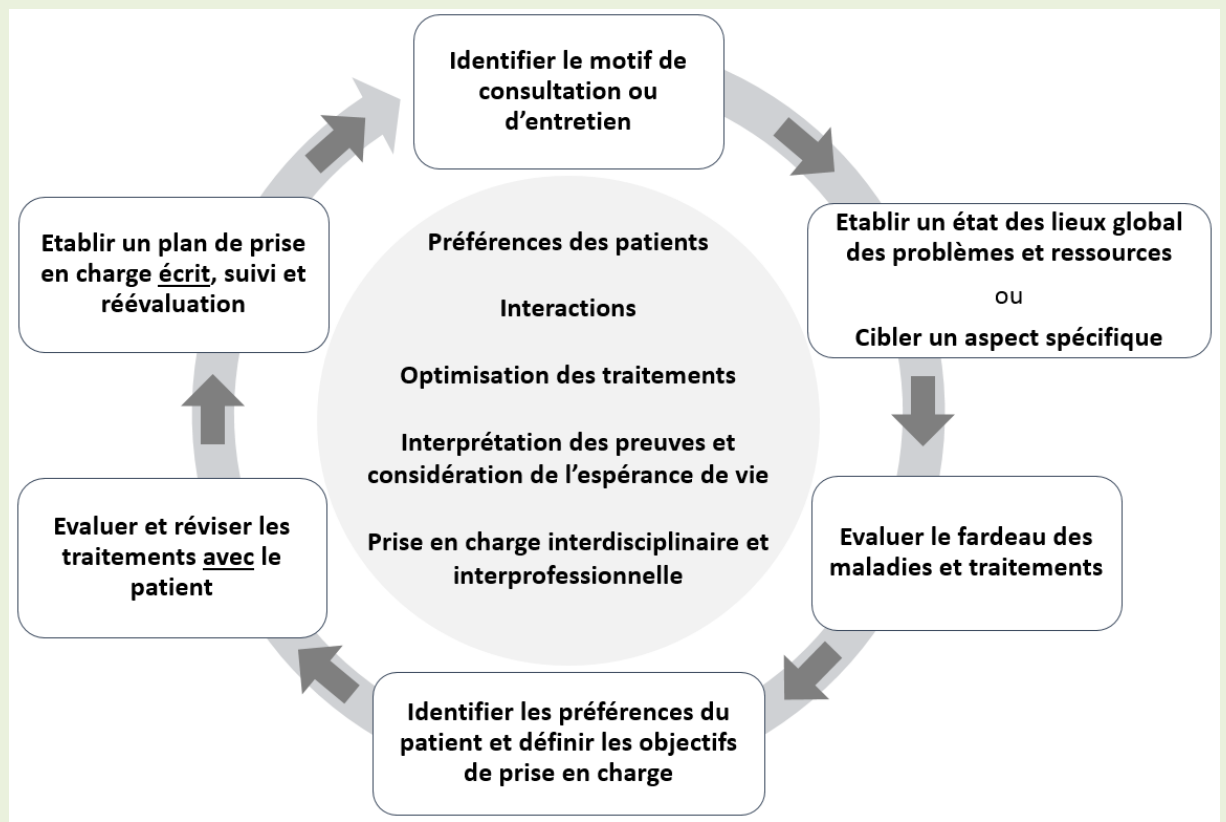 Identifier le motif de
consultation ou
d’entretien
Etablir un état des lieux global
des problèmes et ressources
ou
Cibler un aspect spécifique
Evaluer le fardeau des
maladies et traitements
Identifier les préférences du
patient et définir les objectifs
de prise en charge
Evaluer et réviser les
traitements avec le
patient
Etablir un plan de prise
en charge écrit, suivi et
réévaluation
Préférences des patients
Interactions
Optimisation des traitements
Interprétation des preuves et
considération de l’espérance de vie
Prise en charge interdisciplinaire et
interprofessionnelle